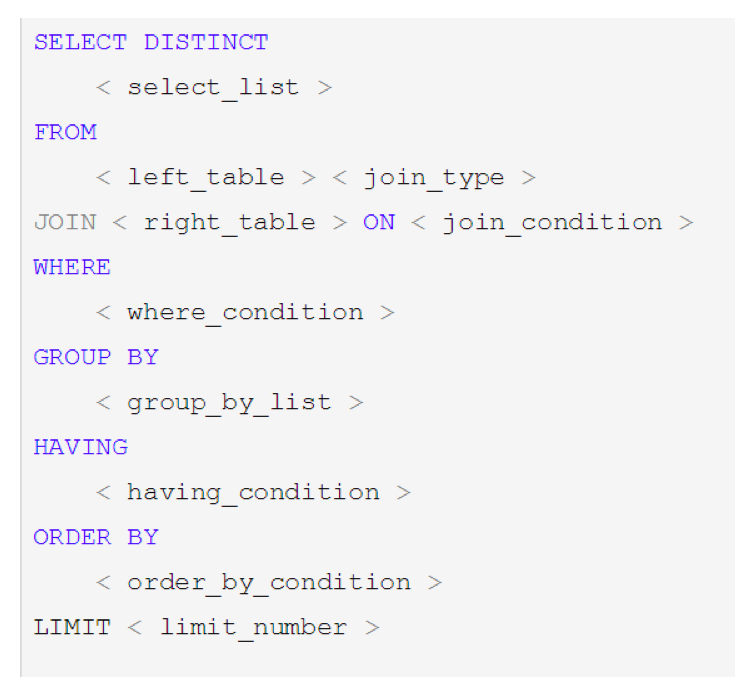 SELECT DISTINCT
< select_list >
FROM
< left_table > < join_type >
JOIN < right_table > ON < join_condition >
WHERE
< where_condition >
GROUP BY
< group_by_list >
HAVING
< having_condition >
ORDER BY
< order_by_condition >
LIMIT < limit_number >